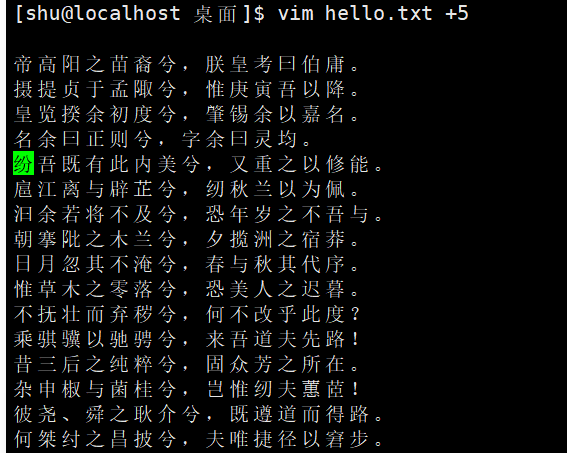 [shu@localhost 桌面]$ vim hello.txt +5
帝高阳之苗裔兮，朕皇考曰伯庸。
摄提贞于孟陬兮，惟庚寅吾以降。
皇览揆余初度兮，肇锡余以嘉名。
名余曰正则兮，字余曰灵均。
纷吾既有此内美兮，又重之以修能。
扈江离与辟芷兮，纫秋兰以为佩。
汩余若将不及兮，恐年岁之不吾与。
朝搴阰之木兰兮，夕揽洲之宿莽。
日月忽其不淹兮，春与秋其代序。
惟草木之零落兮，恐美人之迟暮。
不抚壮而弃秽兮，何不改乎此度？
乘骐骥以驰骋兮，来吾道夫先路！
昔三后之纯粹兮，固众芳之所在。
杂申椒与菌桂兮，岂惟纫夫蕙茝！
彼尧、舜之耿介兮，既遵道而得路。
何桀纣之昌披兮，夫唯捷径以窘步。